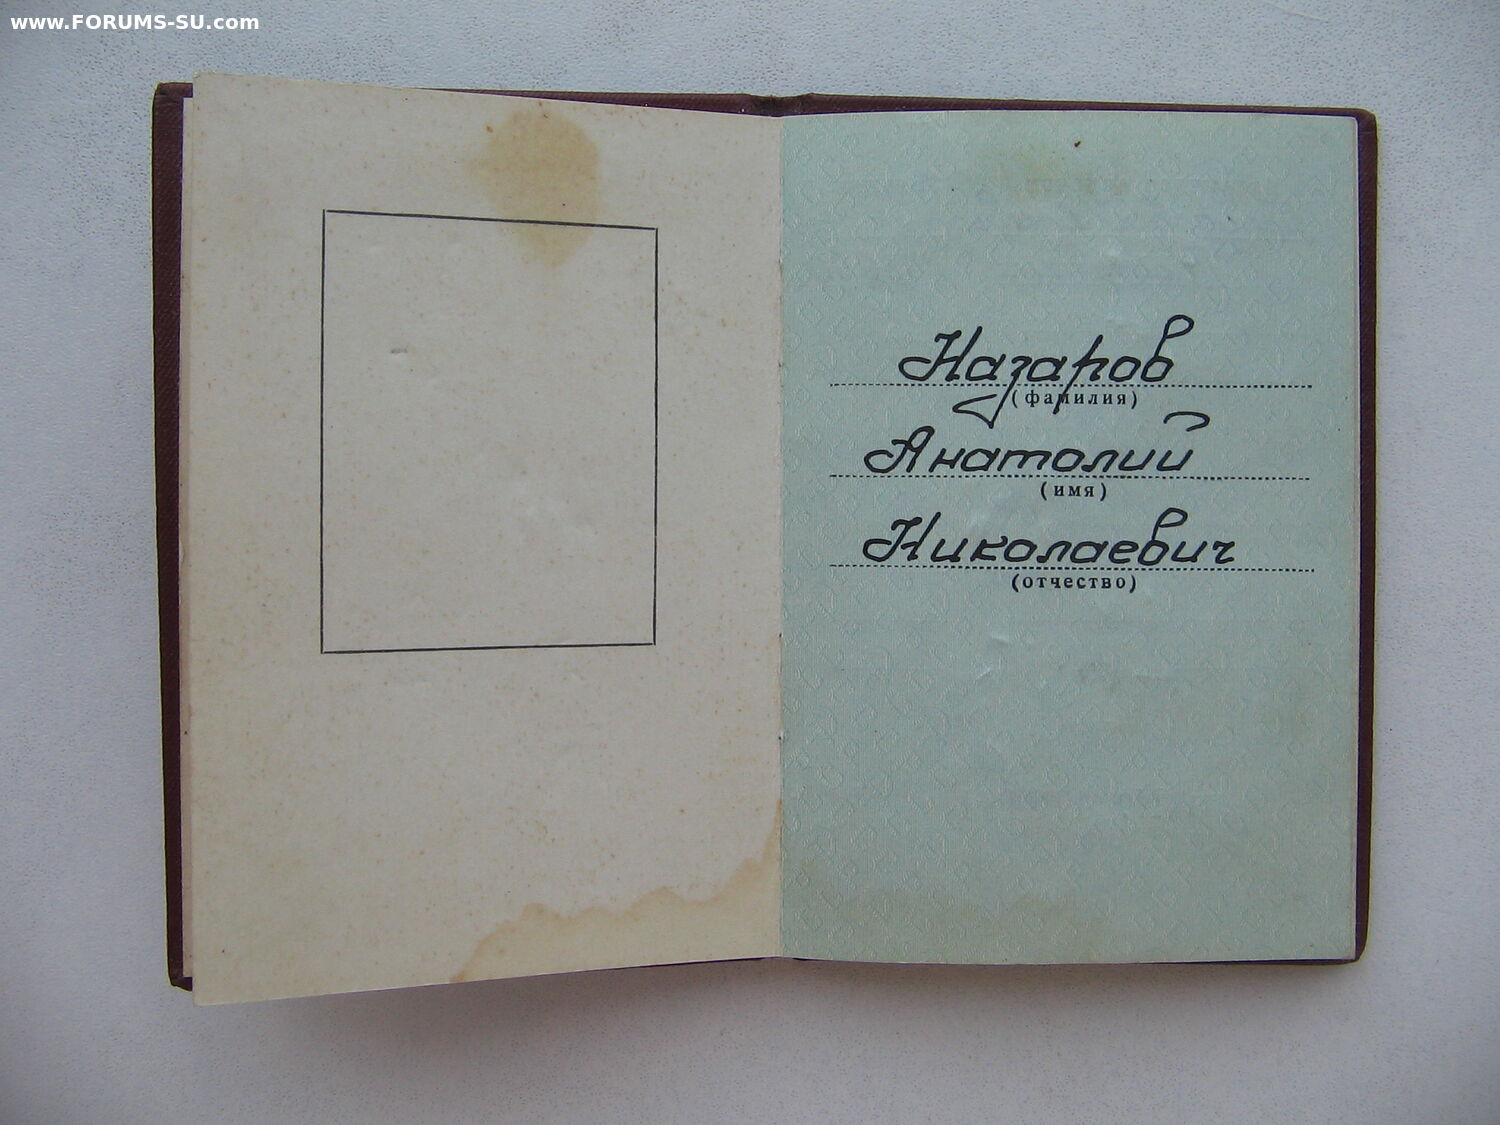 www.FORUMS-SU.com
Назаров
(фамилия)
Анатолий
(имя)
Николаевич
(отчество)